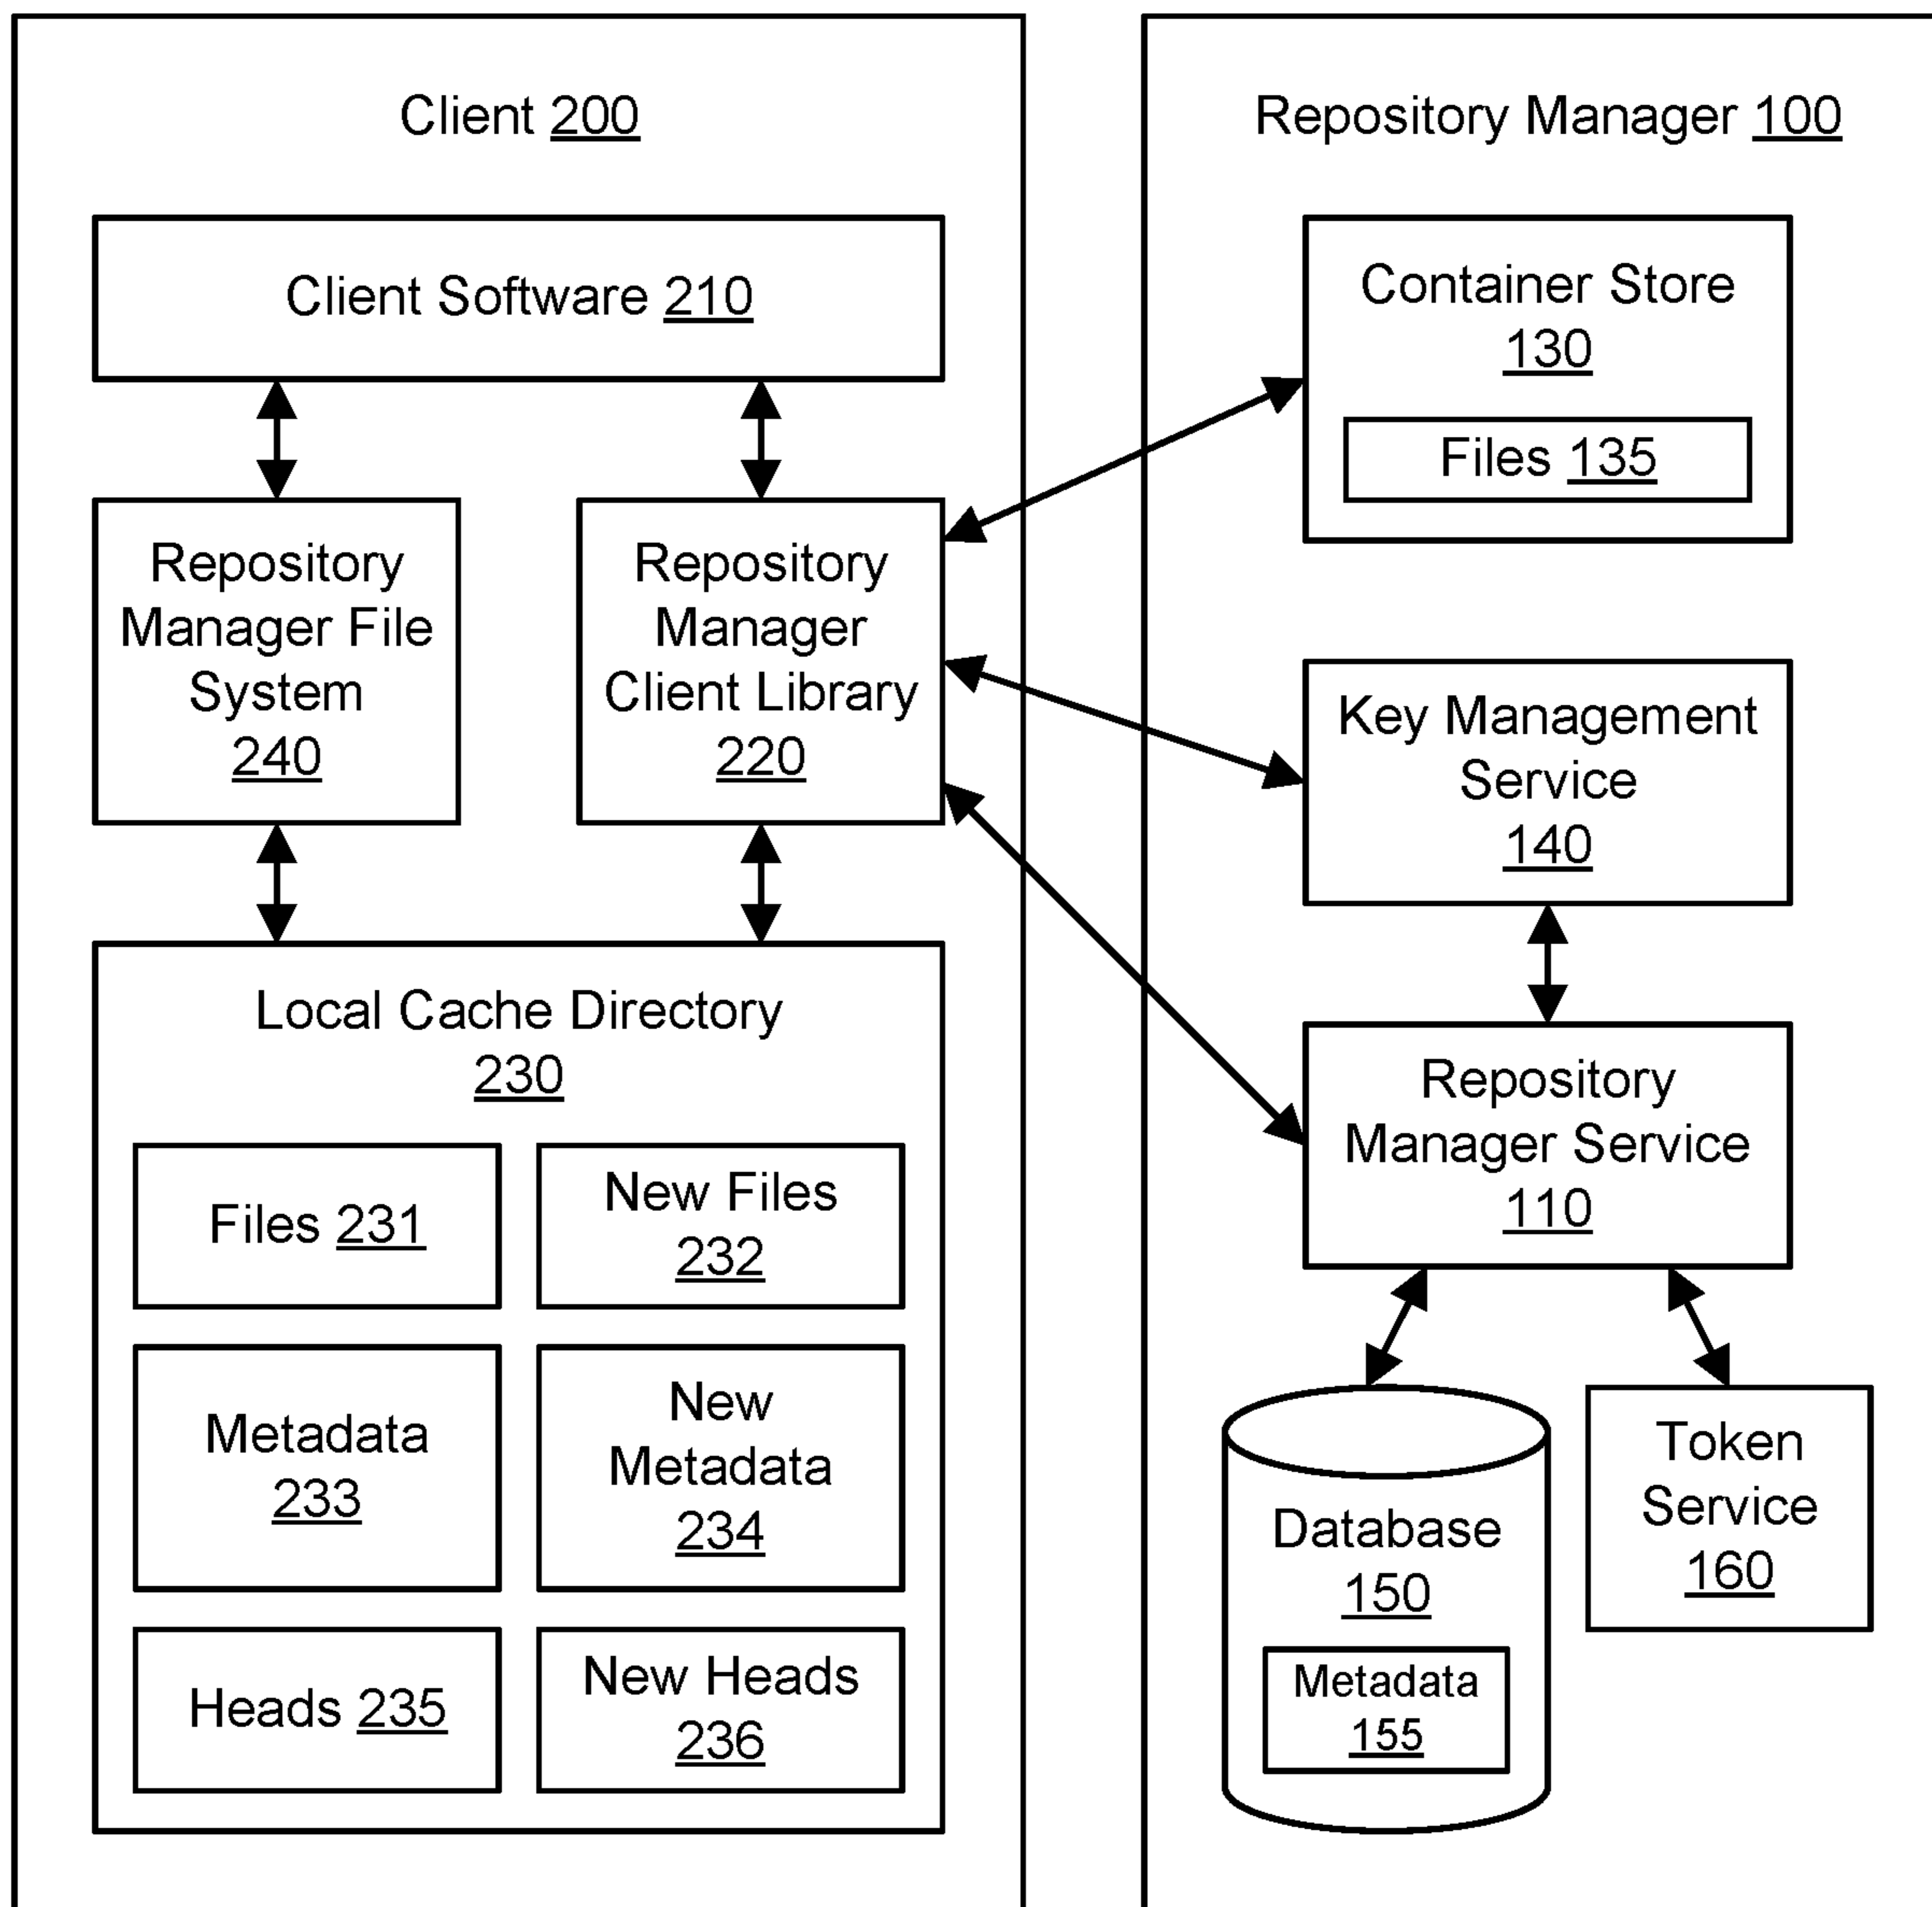 Client 200
Client Software 210
Repository
Manager File
System
240
Repository
Manager
Client Library
220
Local Cache Directory
230
Files 231
New Files
232
Metadata
233
New
Metadata
234
Heads 235
New Heads
236
Repository Manager 100
Container Store
130
Files 135
Key Management
Service
140
Repository
Manager Service
110
Database
150
Metadata
155
Token
Service
160